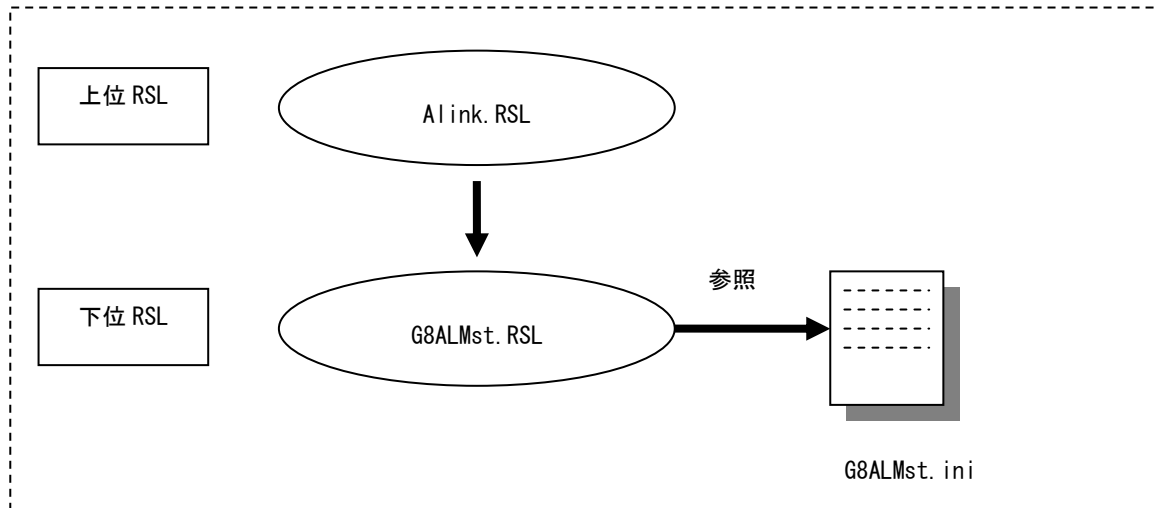 上位 RSL
Alink.RSL
下位 RSL
G8ALMst.RSL
参照
G8ALMst.ini